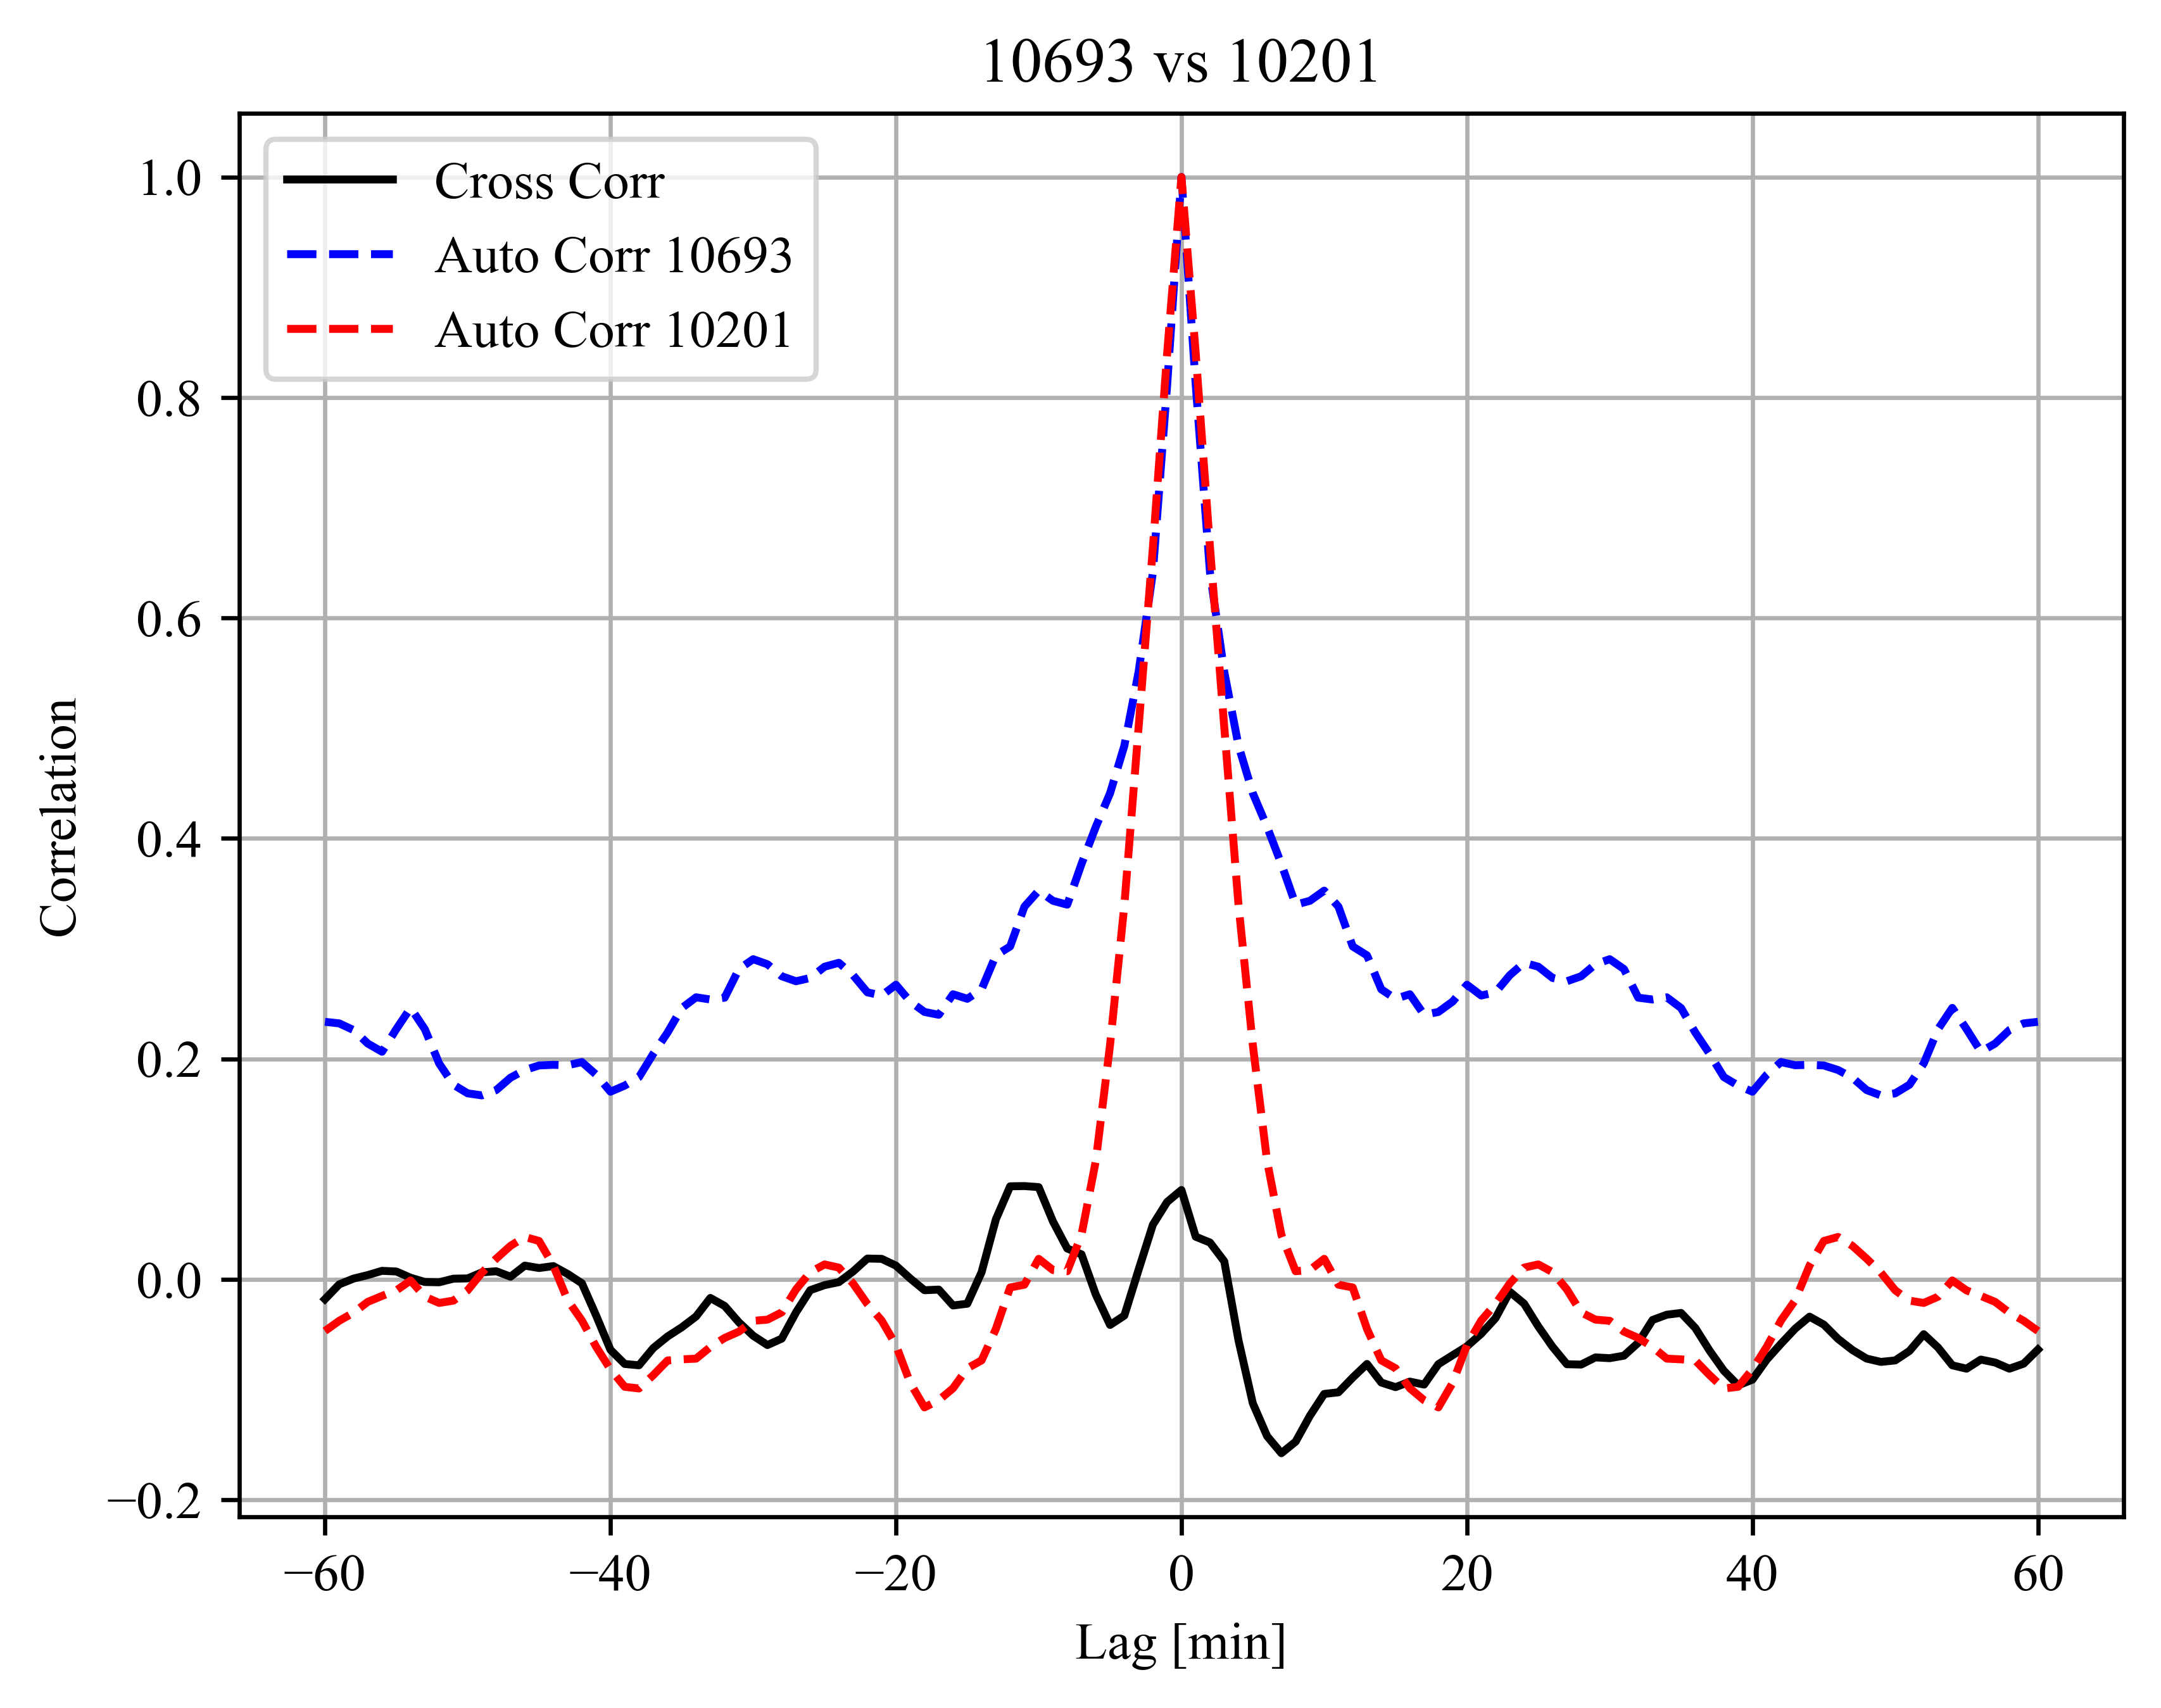 10693 vs 10201
Cross Corr
Auto Corr 10693
Auto Corr 10201
1.0
0.8
0.6
0.4
0.2
0.0
−0.2
Correlation
−60 −40 −20 0 20 40 60
Lag [min]